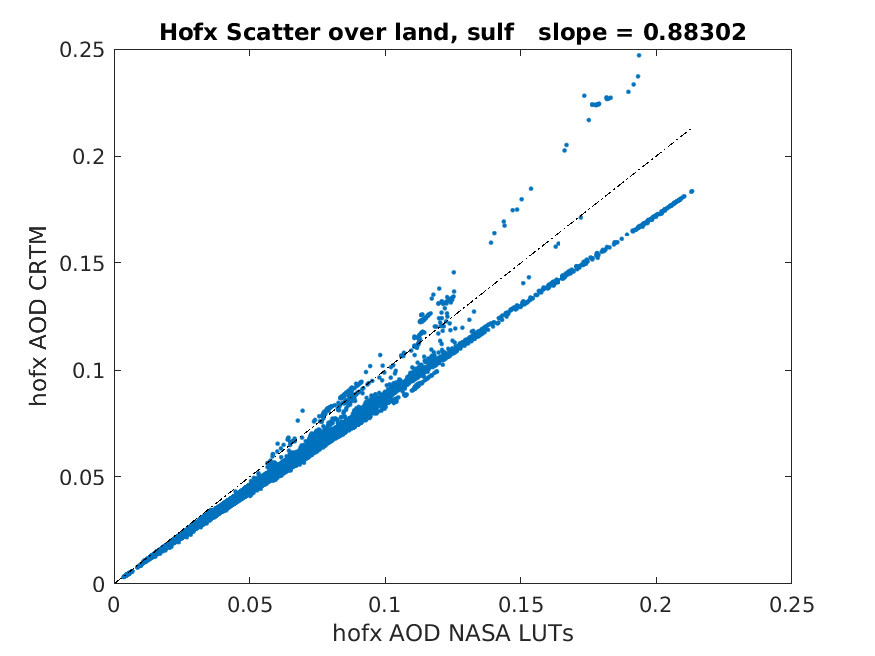 Hofx Scatter over land, sulf   slope = 0.88302
0.25
0.2
0.15
0.1
0.05
0
hofx AOD CRTM
0 0.05 0.1 0.15 0.2 0.25
hofx AOD NASA LUTs